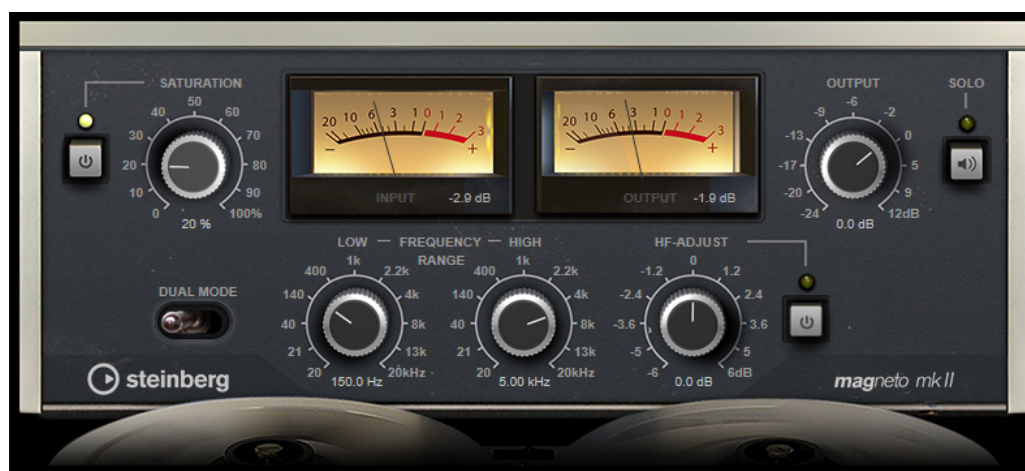 SATURATION
0
10
20
30
40
50
60
70
80
90
100%
20 %
20 10 6 3 1 0 1 2 3
– +
INPUT -2.9 dB
20 10 6 3 1 0 1 2 3
– +
OUTPUT -1.9 dB
OUTPUT
-24
-20
-17
-13
-9
-6
-2
0
5
9
12dB
0.0 dB
SOLO
DUAL MODE
LOW — FREQUENCY — HIGH
RANGE
20
21
40
140
400
1k
2.2k
4k
8k
13k
20kHz
150.0 Hz
20
21
40
140
400
1k
2.2k
4k
8k
13k
20kHz
5.00 kHz
HF-ADJUST
-6
-5
-3.6
-2.4
-1.2
0
1.2
2.4
3.6
5
6dB
0.0 dB
steinberg
magneto mk II